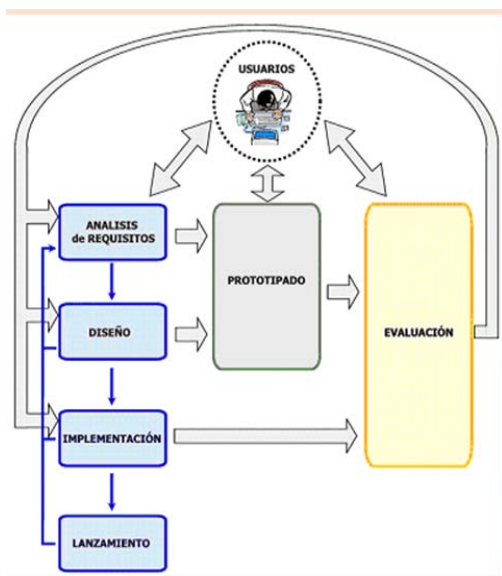 USUARIOS
ANALISIS
de REQUISITOS
PROTOTIPADO
DISEÑO
EVALUACIÓN
IMPLEMENTACIÓN
LANZAMIENTO